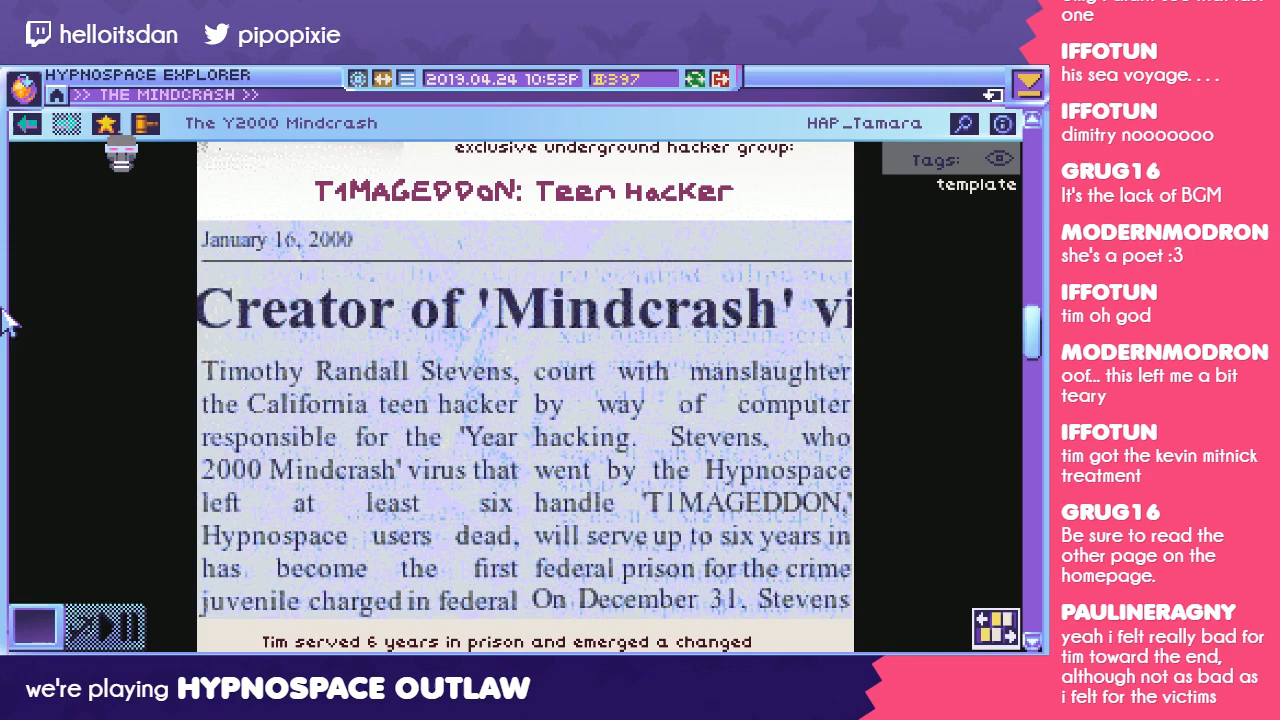 helloitsdan pipopixie
HYPNOSPACE EXPLORER
2019.04.24 10:53P
397
>> THE MINDCRASH >>
The Y2000 Mindcrash
HAP_Tamara
exclusive underground hacker group:
Tags:
template
T1MAGEDDoN: Teen HacKer
January 16, 2000
Creator of 'Mindcrash' vi
Timothy Randall Stevens,
the California teen hacker
responsible for the 'Year
2000 Mindcrash' virus that
left at least six
Hypnospace users dead,
has become the first
juvenile charged in federal
court with manslaughter
by way of computer
hacking. Stevens, who
went by the Hypnospace
handle 'T1MAGEDDON,'
will serve up to six years in
federal prison for the crime
On December 31, Stevens
Tim served 6 years in prison and emerged a changed
we're playing HYPNOSPACE OUTLAW
one
IFFOTUN
his sea voyage. . . .
IFFOTUN
dimitry nooooooo
GRUG16
It's the lack of BGM
MODERNMODRON
she's a poet :3
IFFOTUN
tim oh god
MODERNMODRON
oof... this left me a bit
teary
IFFOTUN
tim got the kevin mitnick
treatment
GRUG16
Be sure to read the
other page on the
homepage.
PAULINERAGNY
yeah i felt really bad for
tim toward the end,
although not as bad as
i felt for the victims